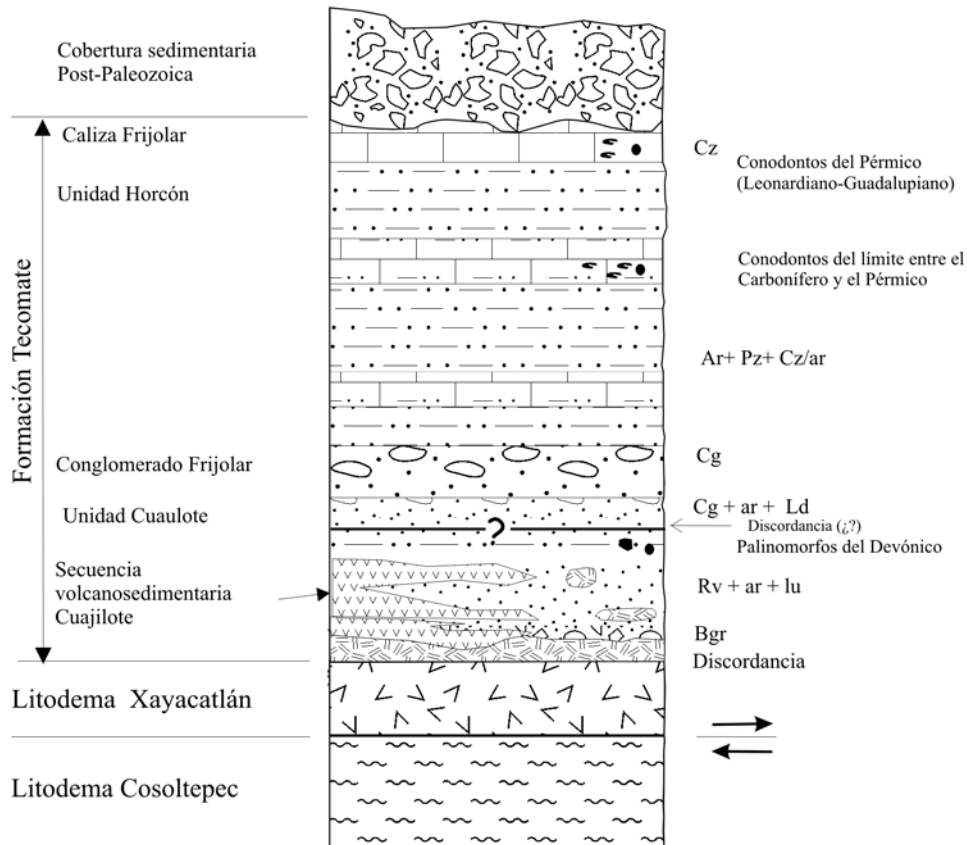 Cobertura sedimentaria
Post-Paleozoica
Formación Tecomate
Caliza Frijolar
Unidad Horcón
Conglomerado Frijolar
Unidad Cuaulote
Secuencia
volcanosedimentaria
Cuajilote
Litodema Xayacatlán
Litodema Cosoltepec
?
Cz
Conodontos del Pérmico
(Leonardiano-Guadalupiano)
Conodontos del límite entre el
Carbonífero y el Pérmico
Ar+ Pz+ Cz/ar
Cg
Cg + ar + Ld
Discordancia (¿?)
Palinomorfos del Devónico
Rv + ar + lu
Bgr
Discordancia